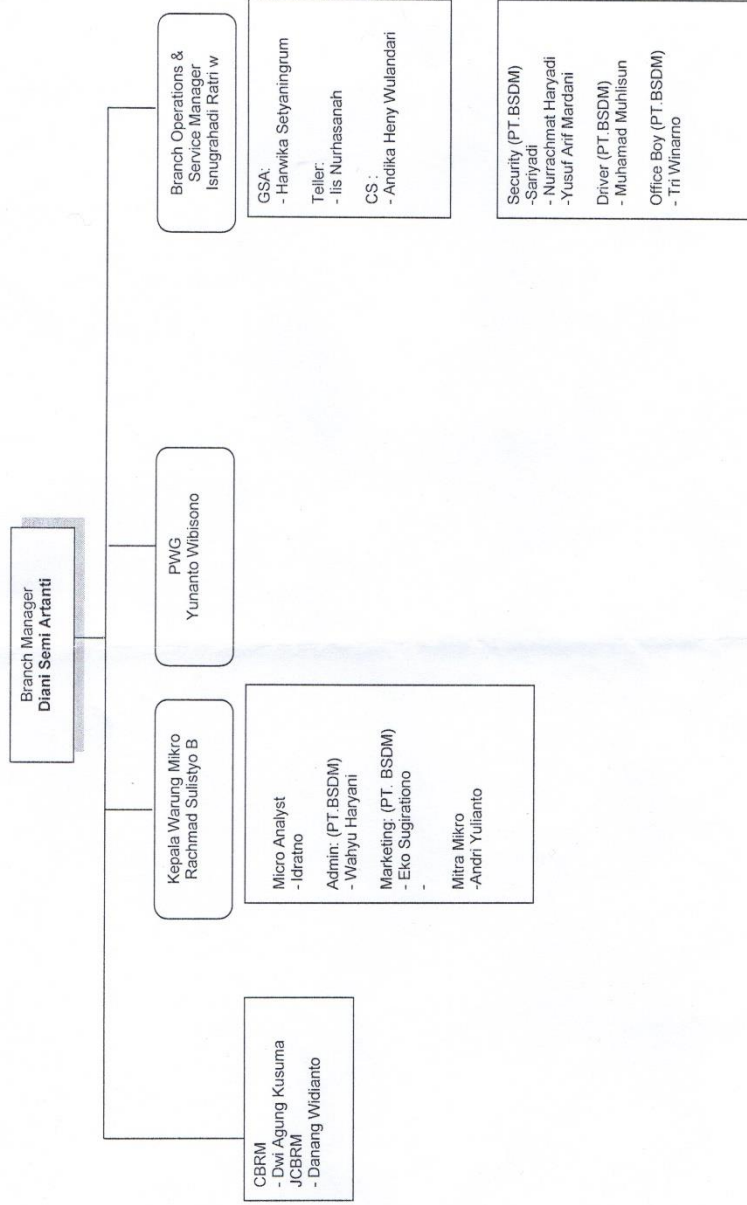 Branch Manager
Diani Semi Artanti
CBRM
- Dwi Agung Kusuma
JCBRM
- Danang Widianto
Kepala Warung Mikro
Rachmad Sulistyo B
Micro Analyst
- Idratno
Admin: (PT.BSDM)
- Wahyu Haryani
Marketing: (PT. BSDM)
- Eko Sugirationo
-
Mitra Mikro
-Andri Yulianto
PWG
Yunanto Wibisono
Branch Operations &
Service Manager
Isnugrahadi Ratri w
GSA:
- Harwika Setyaningrum
Teller:
- Iis Nurhasanah
CS :
- Andika Heny Wulandari
Security (PT.BSDM)
-Sariyadi
- Nurrachmat Haryadi
-Yusuf Arif Mardani
Driver (PT.BSDM)
- Muhamad Muhlisun
Office Boy (PT.BSDM)
- Tri Winarno